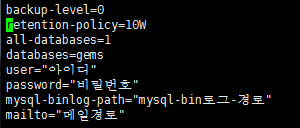 backup-level=0
retention-policy=10W
all-databases=1
databases=gems
user="아이디"
password="비밀번호"
mysql-binlog-path="mysql-bin로그-경로"
mailto="메일경로"